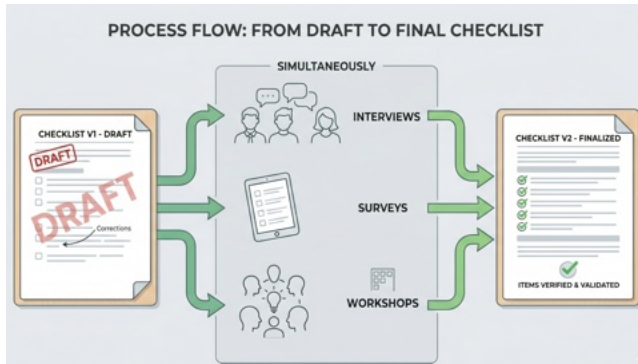 PROCESS FLOW: FROM DRAFT TO FINAL CHECKLIST
SIMULTANEOUSLY
CHECKLIST V1 - DRAFT
DRAFT
DRAFT
Corrections
INTERVIEWS
SURVEYS
WORKSHOPS
CHECKLIST V2 - FINALIZED
ITEMS VERIFIED & VALIDATED